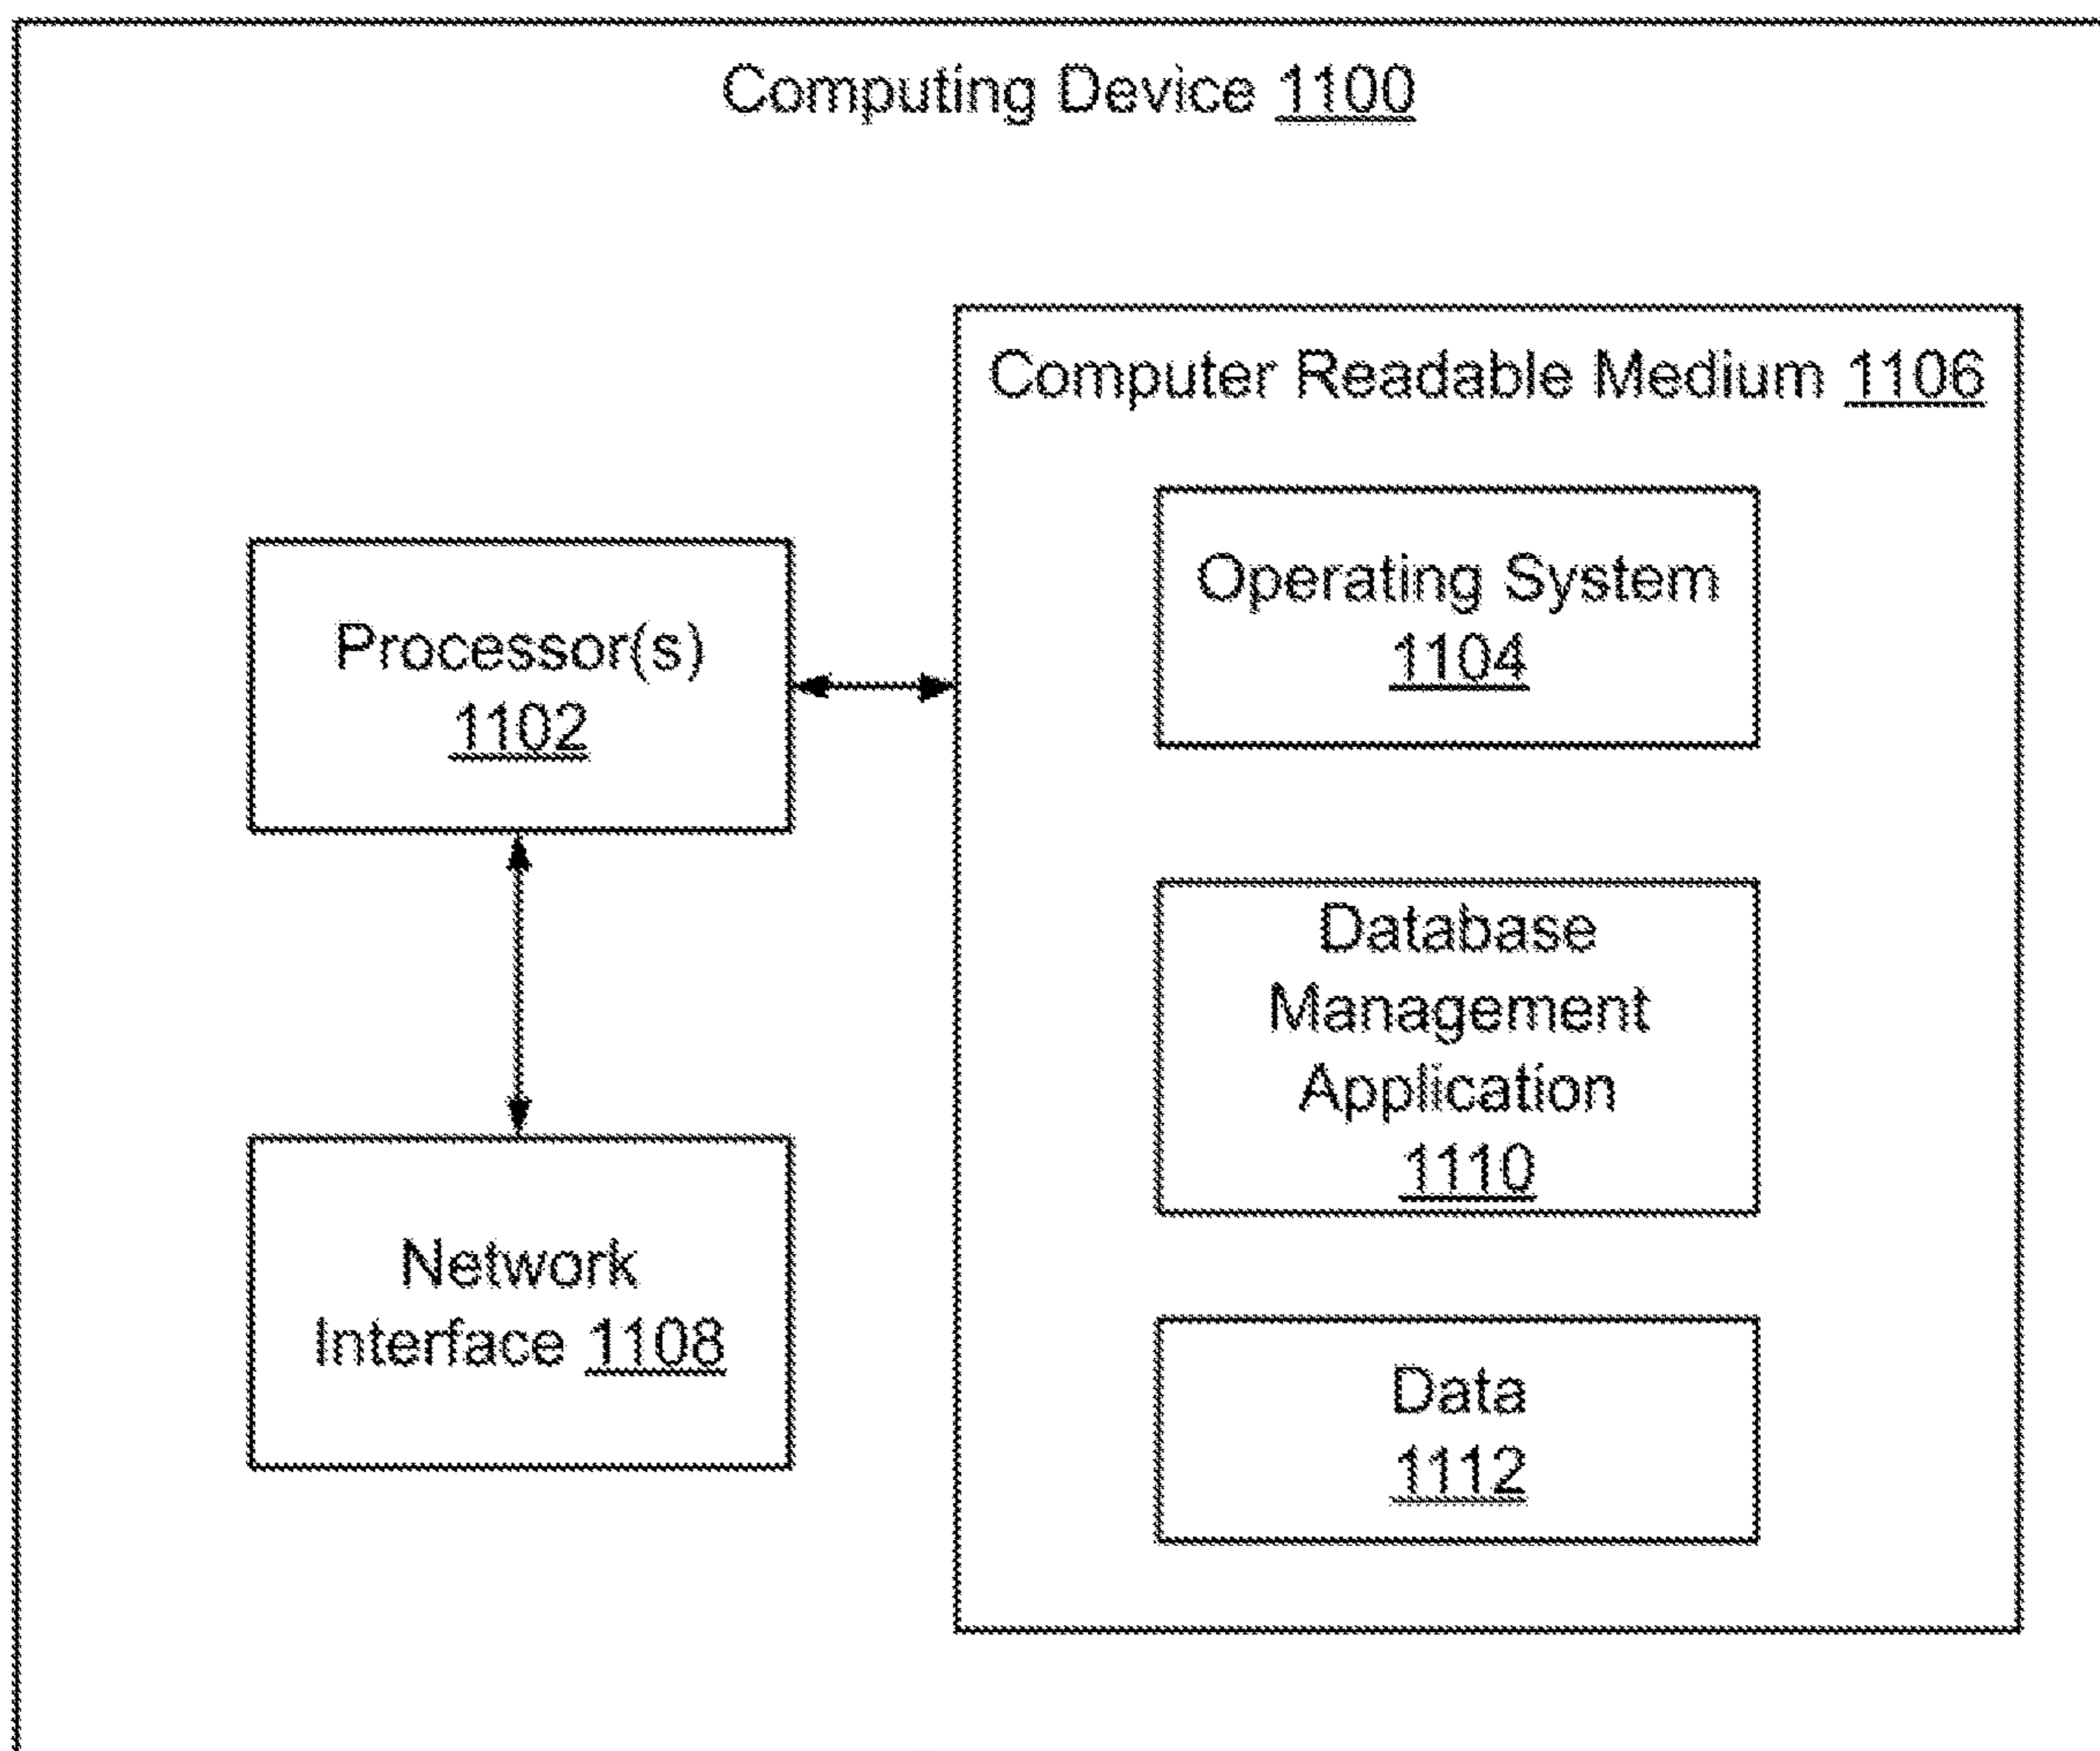 Computing Device 1100
Computer Readable Medium 1106
Operating System
1104
Processor(s)
1102
Database
Management
Application
1110
Network
Interface 1108
Data
1112